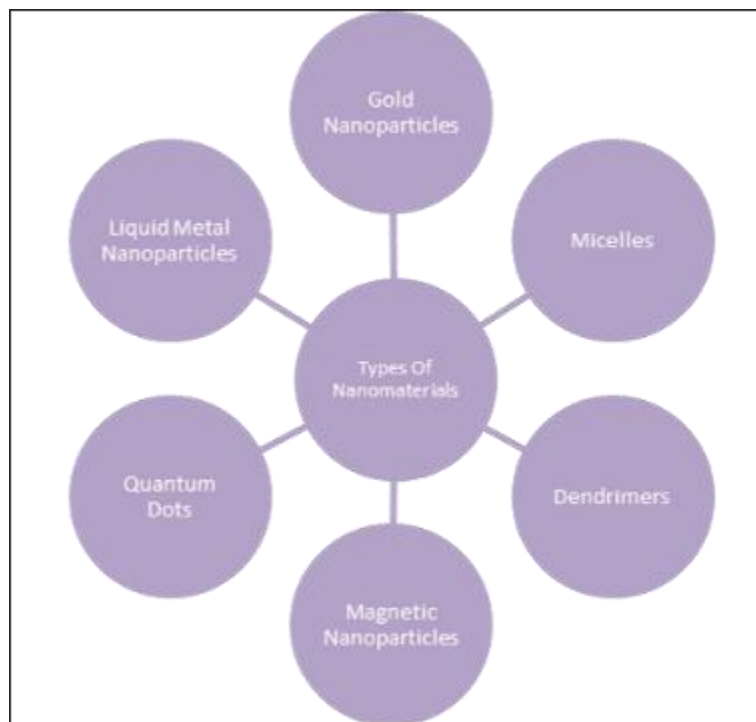 Gold
Nanoparticles
Liquid Metal
Nanoparticles
Micelles
Types Of
Nanomaterials
Quantum
Dots
Dendrimers
Magnetic
Nanoparticles